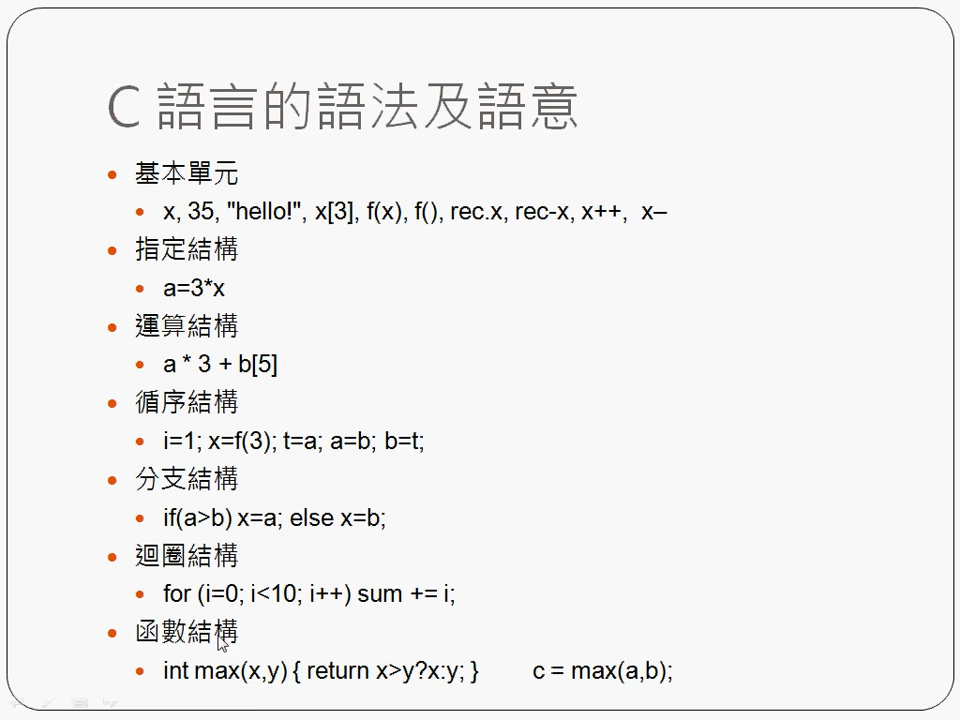 C 語言的語法及語意
基本單元
x, 35, "hello!", x[3], f(x), f(), rec.x, rec-x, x++, x–
指定結構
a=3*x
運算結構
a * 3 + b[5]
循序結構
i=1; x=f(3); t=a; a=b; b=t;
分支結構
if(a>b) x=a; else x=b;
迴圈結構
for (i=0; i<10; i++) sum += i;
函數結構
int max(x,y) { return x>y?x:y; } c = max(a,b);